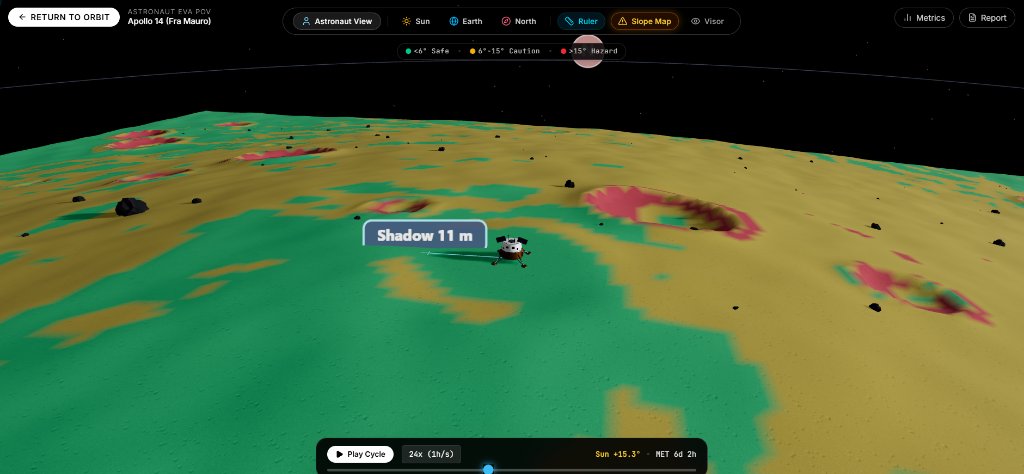 RETURN TO ORBIT
ASTRONAUT EVA POV
Apollo 14 (Fra Mauro)
Astronaut View
Sun
Earth
North
Ruler
Slope Map
Visor
Metrics
Report
<6° Safe · 6°-15° Caution · >15° Hazard
Shadow 11 m
Play Cycle
24x (1h/s)
Sun +15.3° · MET 6d 2h